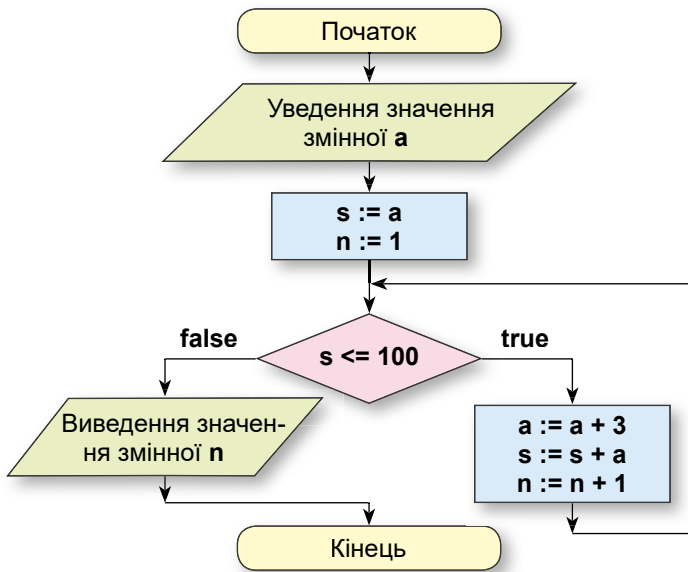 Початок
Уведення значення
змінної a
s := a
n := 1
false
s <= 100
true
Виведення значен-
ня змінної n
a := a + 3
s := s + a
n := n + 1
Кінець